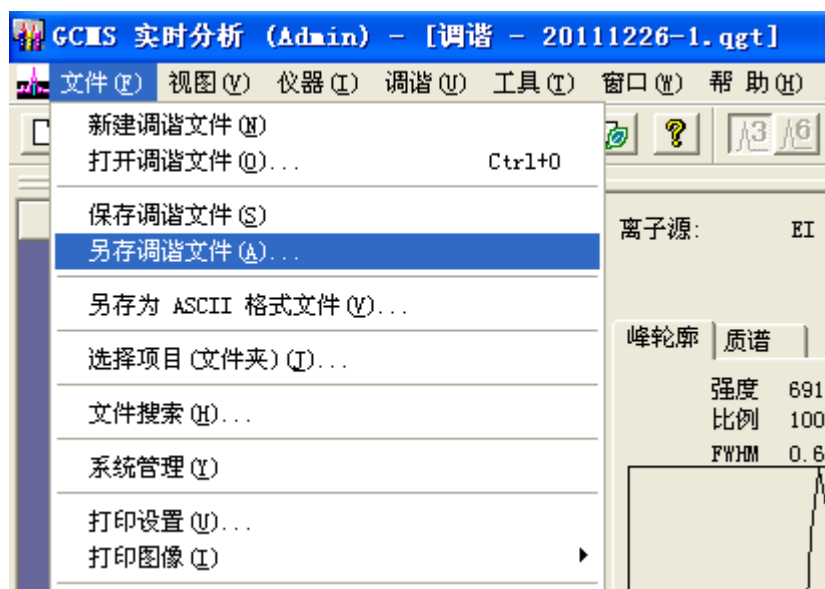 GCMS 实时分析 (Admin) - [调谐 - 20111226-1.qgt]
文件(F) 视图(V) 仪器(I) 调谐(U) 工具(T) 窗口(W) 帮 助(H)
新建调谐文件(N)
打开调谐文件(O)... Ctrl+O
保存调谐文件(S)
另存调谐文件(A)...
另存为 ASCII 格式文件(V)...
选择项目(文件夹)(J)...
文件搜索(H)...
系统管理(Y)
打印设置(U)...
打印图像(I)
3 6
离子源: EI
峰轮廓 质谱
强度 691
比例 100
FWHM 0.6